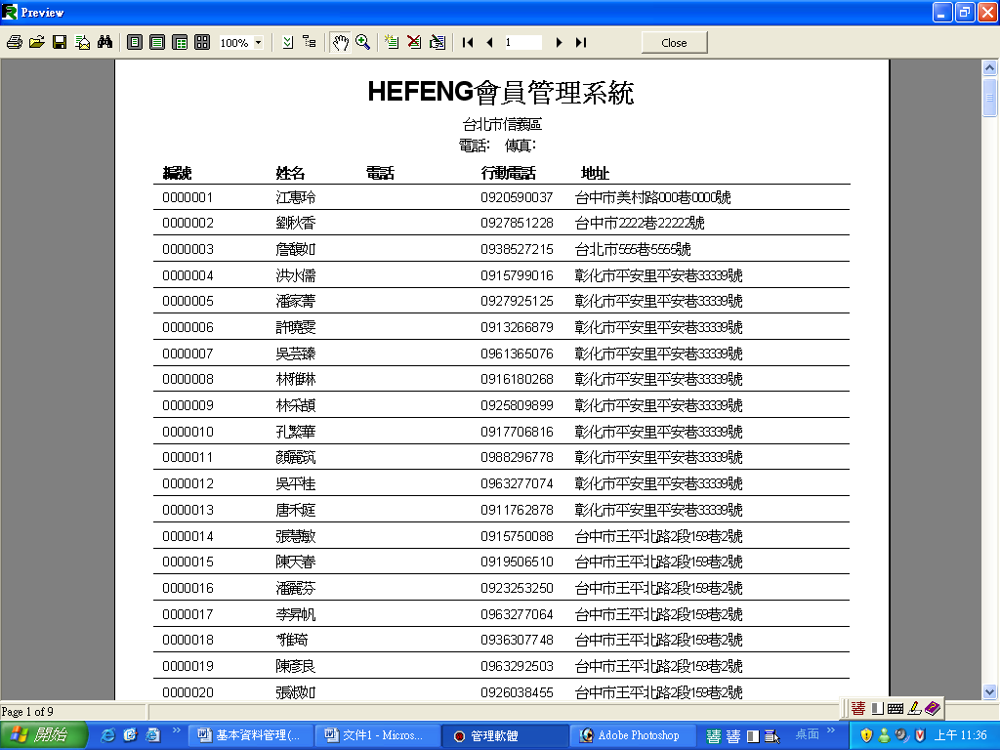 Preview
100%
1
Close
HEFENG會員管理系統
台北市信義區
電話: 傳真:
編號 姓名 電話 行動電話 地址
0000001 江惠玲 0920590037 台中市美村路000巷0000號
0000002 劉秋香 0927851228 台中市2222巷22222號
0000003 詹馥如 0938527215 台北市555巷5555號
0000004 洪水儒 0915799016 彰化市平安里平安巷33339號
0000005 潘家菁 0927925125 彰化市平安里平安巷33339號
0000006 許曉雯 0913266879 彰化市平安里平安巷33339號
0000007 吳芸臻 0961365076 彰化市平安里平安巷33339號
0000008 林雅琳 0916180268 彰化市平安里平安巷33339號
0000009 林采頡 0925809899 彰化市平安里平安巷33339號
0000010 孔繁華 0917706816 彰化市平安里平安巷33339號
0000011 顏麗筑 0988296778 彰化市平安里平安巷33339號
0000012 吳平桂 0963277074 彰化市平安里平安巷33339號
0000013 唐禾庭 0911762878 彰化市平安里平安巷33339號
0000014 張慧敏 0915750088 台中市王平北路2段159巷2號
0000015 陳天春 0919506510 台中市王平北路2段159巷2號
0000016 潘麗芬 0923253250 台中市王平北路2段159巷2號
0000017 李昇帆 0963277064 台中市王平北路2段159巷2號
0000018 *雅琦 0936307748 台中市王平北路2段159巷2號
0000019 陳彥良 0963292503 台中市王平北路2段159巷2號
0000020 張淑如 0926038455 台中市王平北路2段159巷2號
Page 1 of 9
開始 基本資料管理(... 文件1 - Micros... 管理軟體 Adobe Photoshop 桌面 上午 11:36